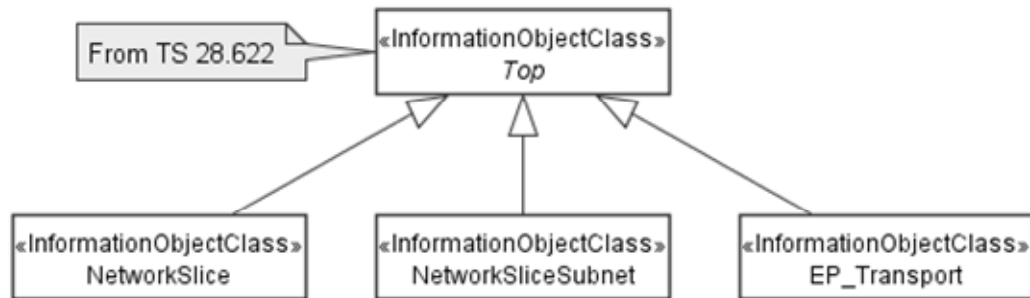 From TS 28.622
«InformationObjectClass»
Top
«InformationObjectClass»
NetworkSlice
«InformationObjectClass»
NetworkSliceSubnet
«InformationObjectClass»
EP_Transport